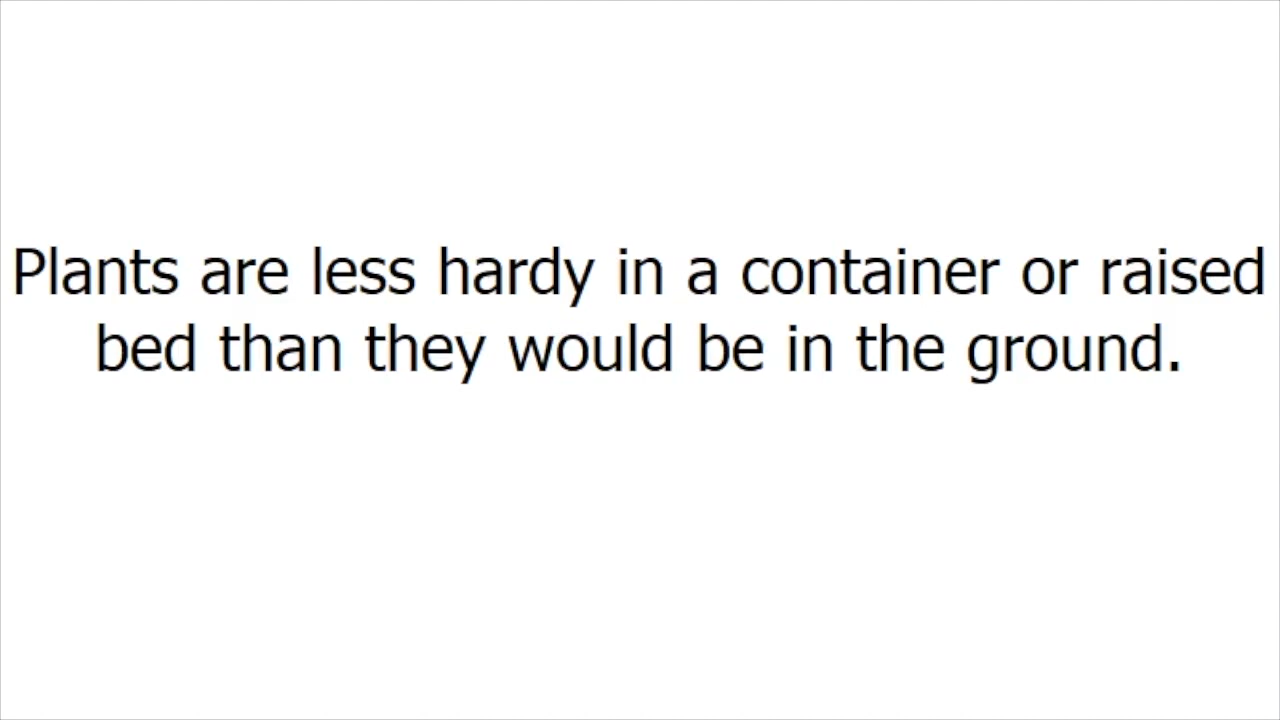 Plants are less hardy in a container or raised
bed than they would be in the ground.